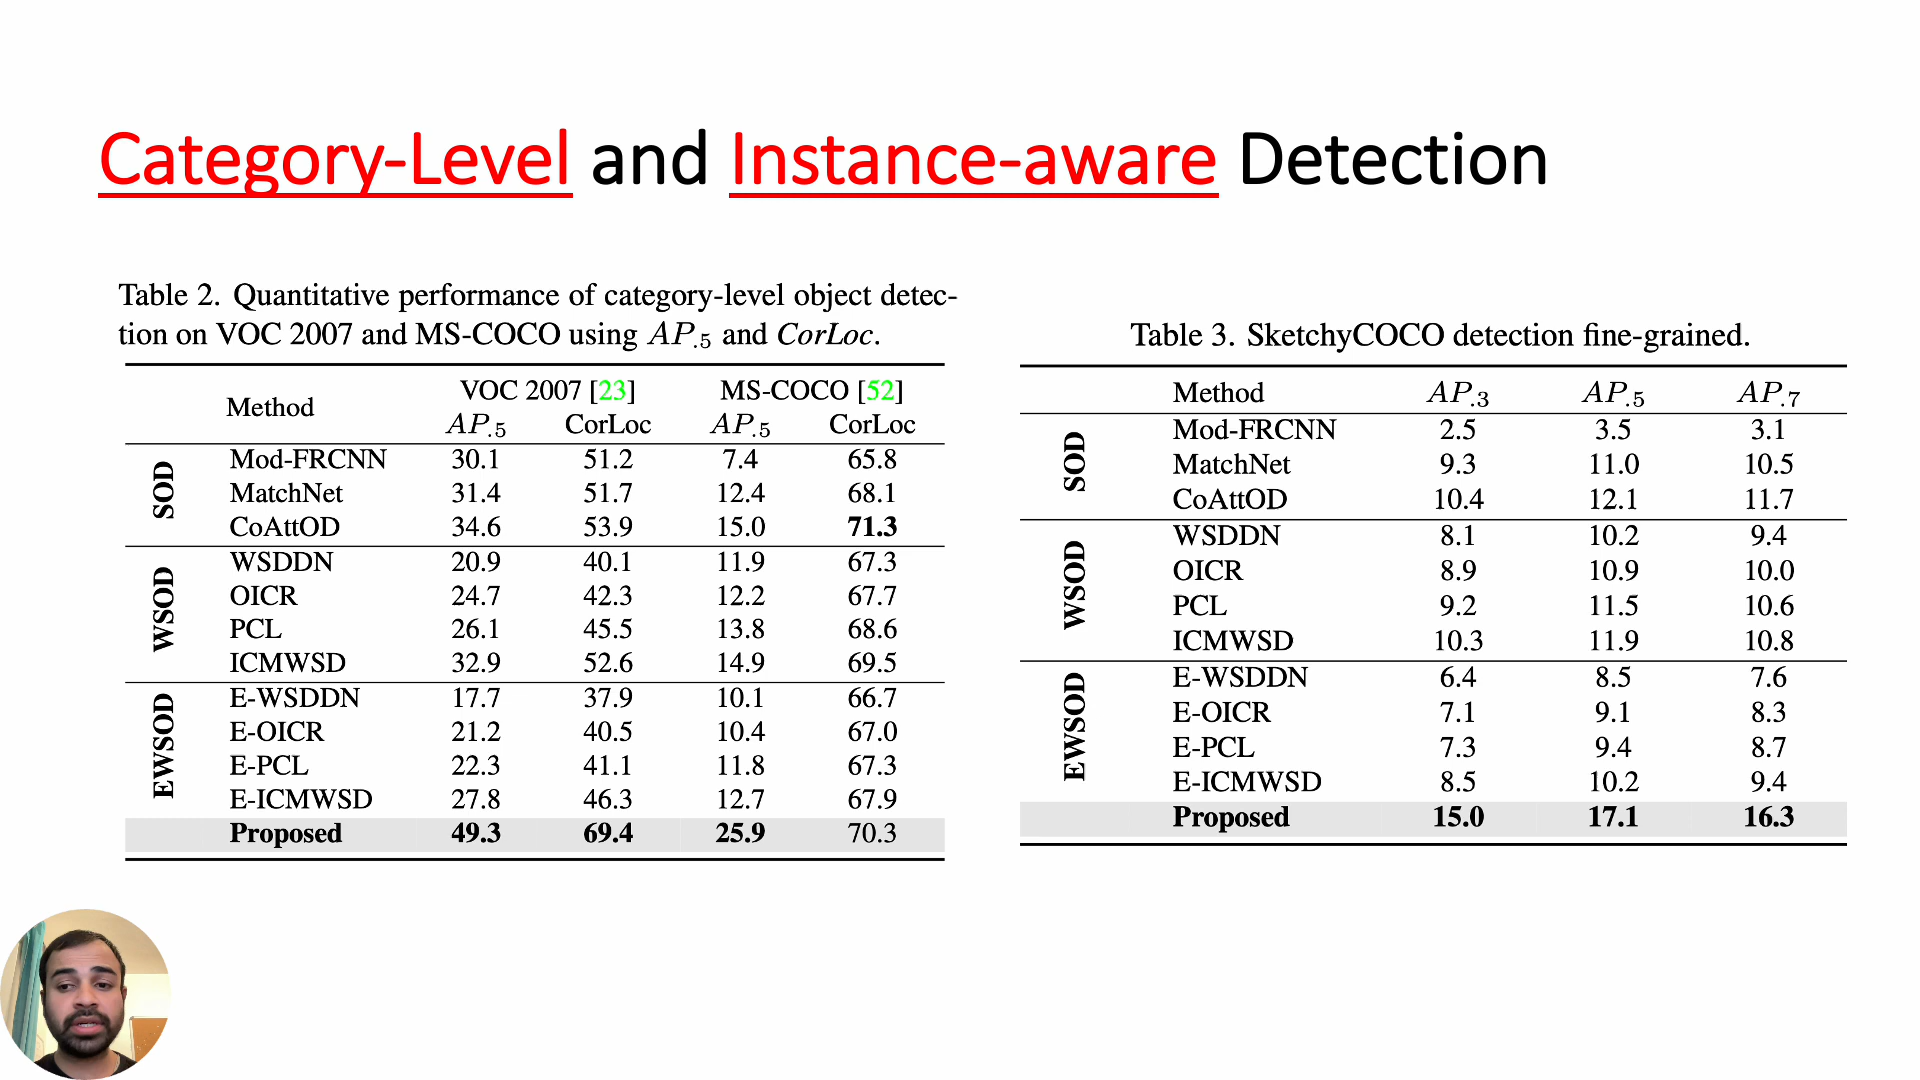 Category-Level and Instance-aware Detection
Table 2. Quantitative performance of category-level object detec-
tion on VOC 2007 and MS-COCO using AP.5 and CorLoc.
Method VOC 2007 [23] MS-COCO [52]
AP.5 CorLoc AP.5 CorLoc
SOD
Mod-FRCNN 30.1 51.2 7.4 65.8
MatchNet 31.4 51.7 12.4 68.1
CoAttOD 34.6 53.9 15.0 71.3
WSOD
WSDDN 20.9 40.1 11.9 67.3
OICR 24.7 42.3 12.2 67.7
PCL 26.1 45.5 13.8 68.6
ICMWSD 32.9 52.6 14.9 69.5
EWSOD
E-WSDDN 17.7 37.9 10.1 66.7
E-OICR 21.2 40.5 10.4 67.0
E-PCL 22.3 41.1 11.8 67.3
E-ICMWSD 27.8 46.3 12.7 67.9
Proposed 49.3 69.4 25.9 70.3
Table 3. SketchyCOCO detection fine-grained.
Method AP.3 AP.5 AP.7
SOD
Mod-FRCNN 2.5 3.5 3.1
MatchNet 9.3 11.0 10.5
CoAttOD 10.4 12.1 11.7
WSOD
WSDDN 8.1 10.2 9.4
OICR 8.9 10.9 10.0
PCL 9.2 11.5 10.6
ICMWSD 10.3 11.9 10.8
EWSOD
E-WSDDN 6.4 8.5 7.6
E-OICR 7.1 9.1 8.3
E-PCL 7.3 9.4 8.7
E-ICMWSD 8.5 10.2 9.4
Proposed 15.0 17.1 16.3